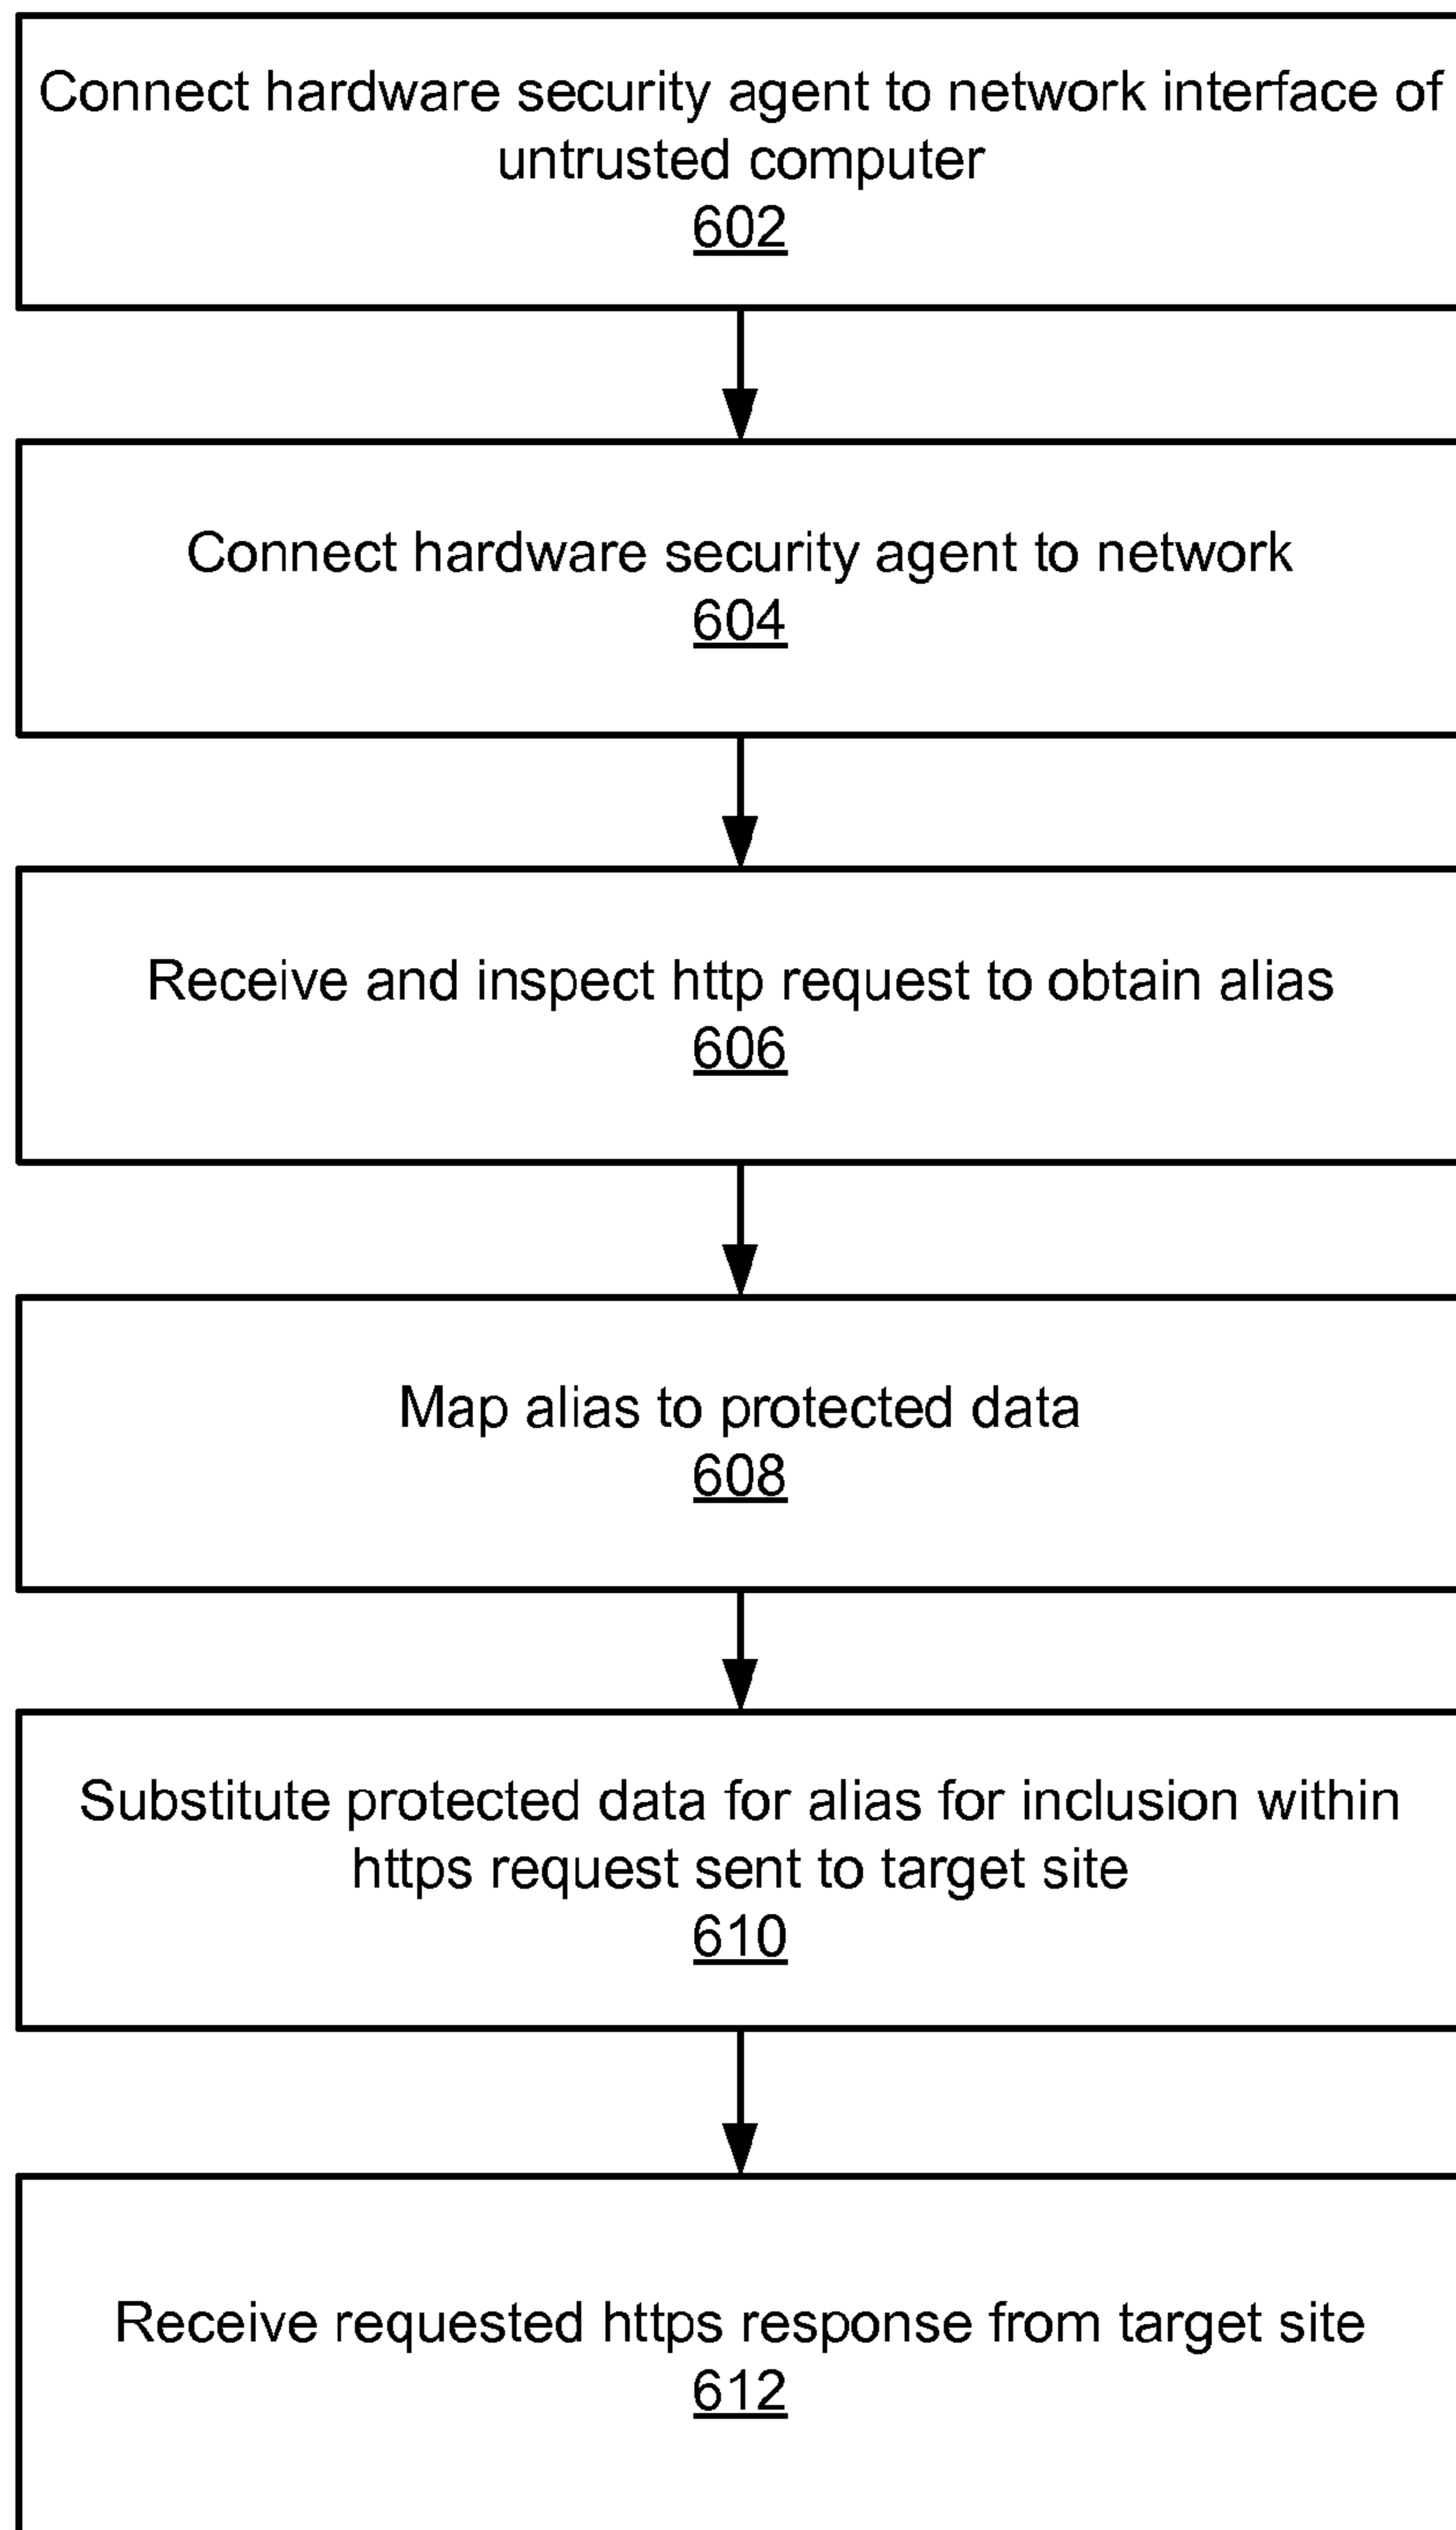 Connect hardware security agent to network interface of
untrusted computer
602
Connect hardware security agent to network
604
Receive and inspect http request to obtain alias
606
Map alias to protected data
608
Substitute protected data for alias for inclusion within
https request sent to target site
610
Receive requested https response from target site
612